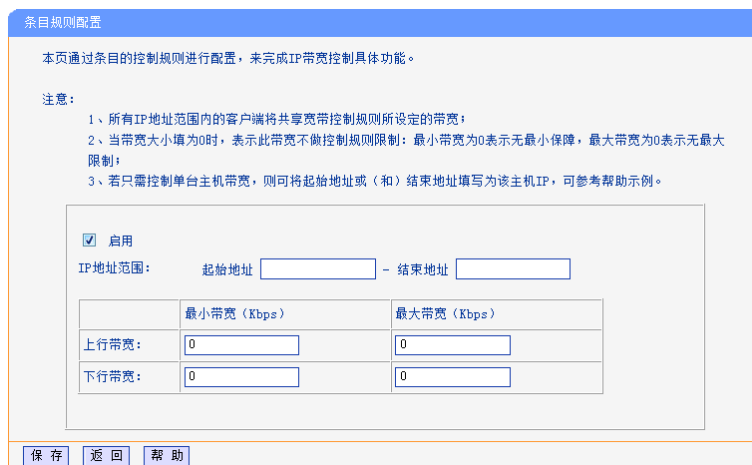 条目规则配置
本页通过条目的控制规则进行配置，来完成IP带宽控制具体功能。
注意：
1、所有IP地址范围内的客户端将共享宽带控制规则所设定的带宽；
2、当带宽大小填为0时，表示此带宽不做控制规则限制：最小带宽为0表示无最小保障，最大带宽为0表示无最大
限制；
3、若只需控制单台主机带宽，则可将起始地址或（和）结束地址填写为该主机IP，可参考帮助示例。
启用
IP地址范围： 起始地址 - 结束地址
最小带宽（Kbps） 最大带宽（Kbps）
上行带宽： 0 0
下行带宽： 0 0
保 存 返 回 帮 助